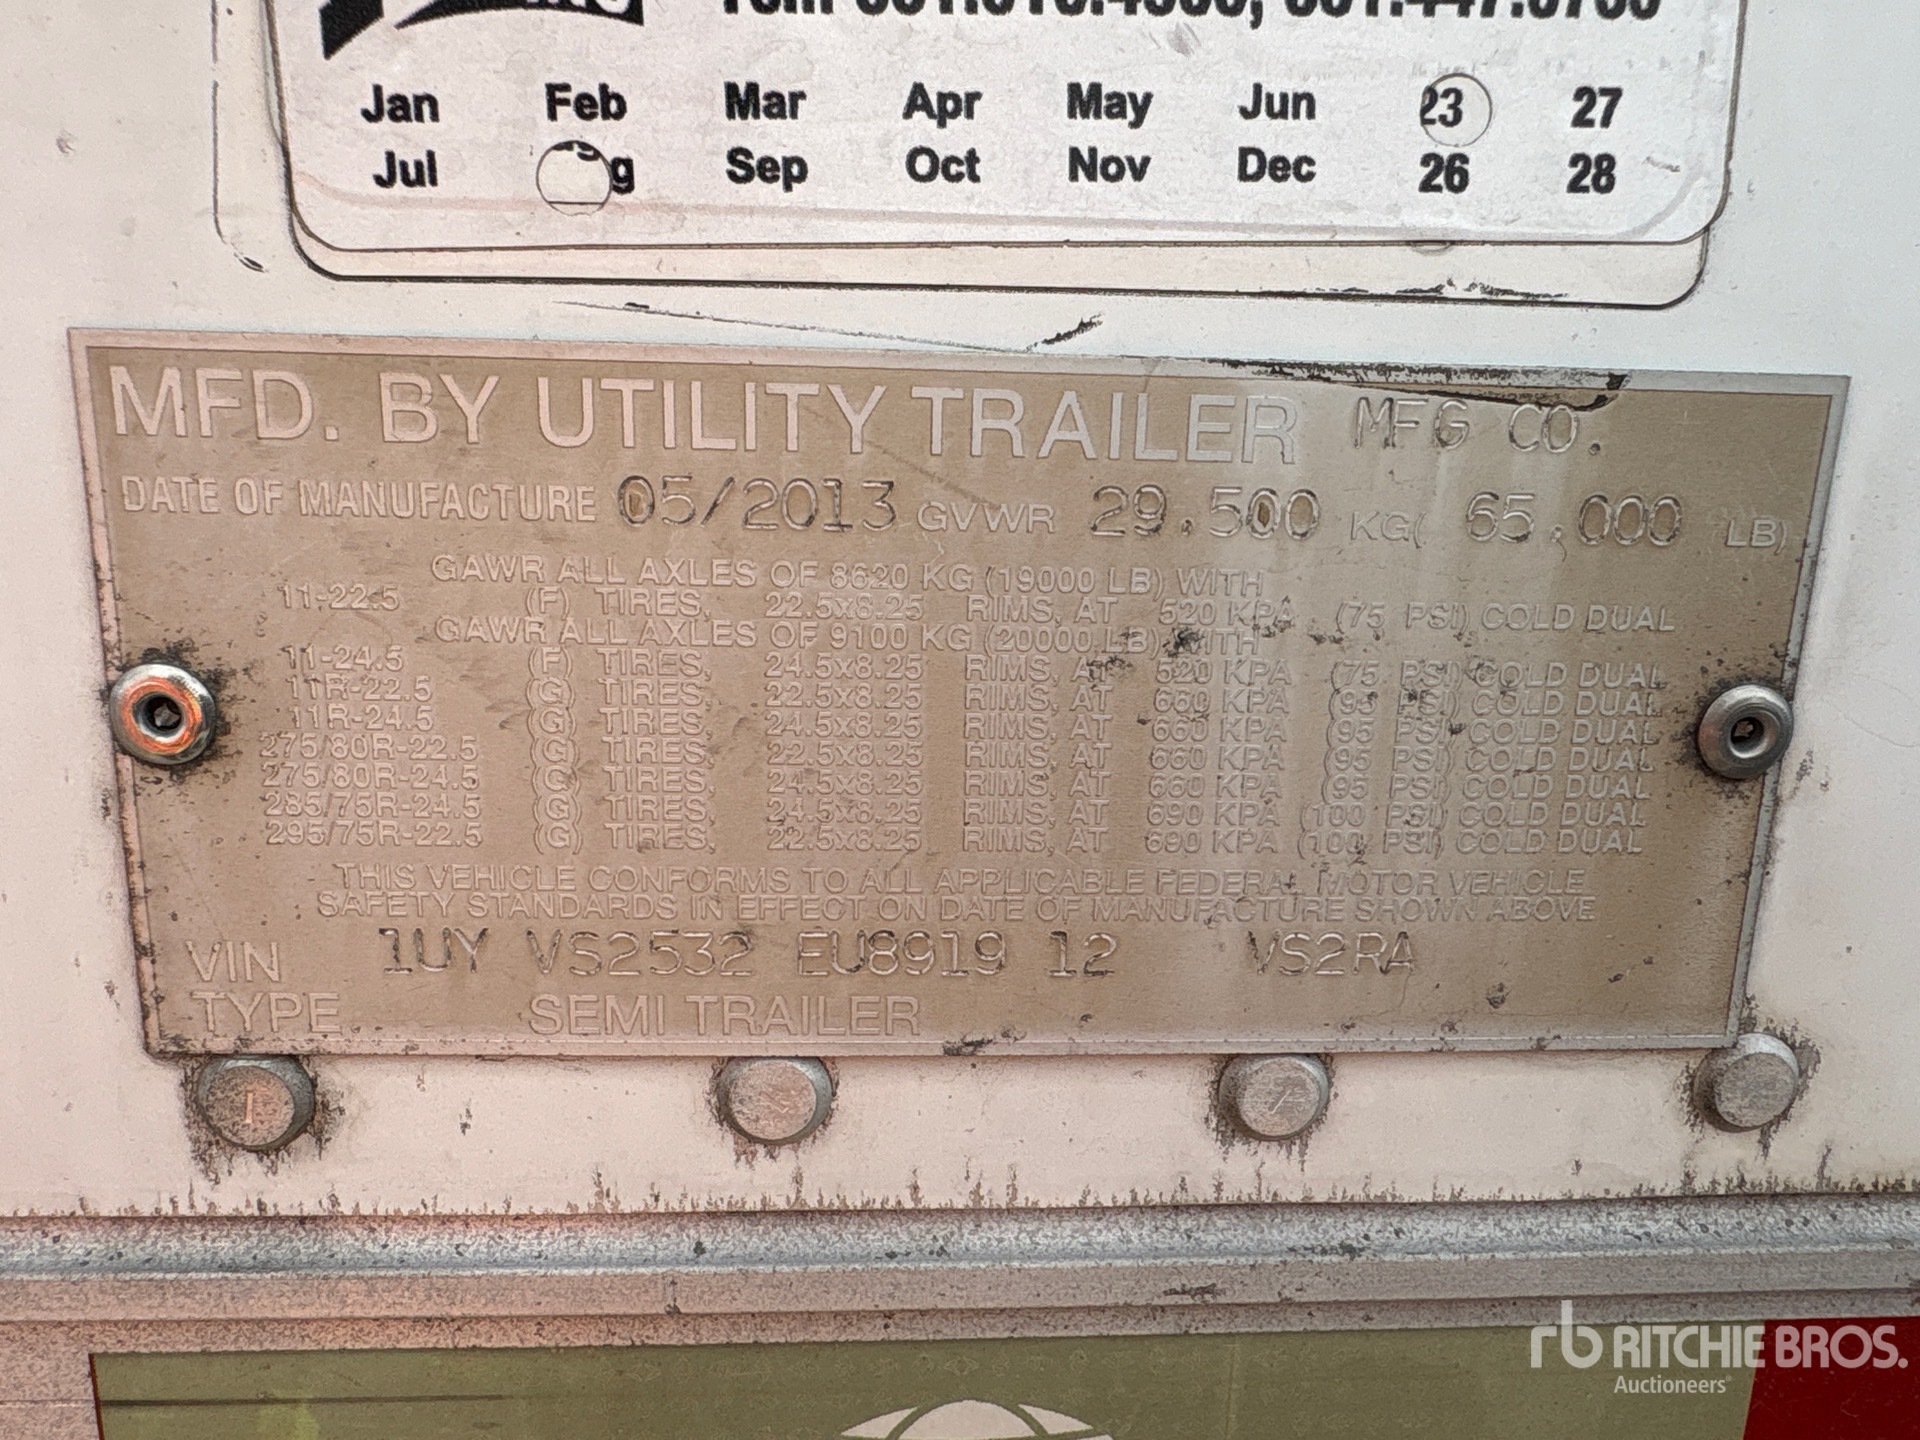 Jan Feb Mar Apr May Jun 23 27
Jul g Sep Oct Nov Dec 26 28
MFD. BY UTILITY TRAILER MFG CO.
DATE OF MANUFACTURE 05/2013 GVWR 29.500 KG( 65,000 LB)
GAWR ALL AXLES OF 8620 KG (19000 LB) WITH
11-22.5 (F) TIRES, 22.5x8.25 RIMS, AT 520 KPA (75 PSI) COLD DUAL
GAWR ALL AXLES OF 9100 KG (20000 LB) WITH
11-24.5 (F) TIRES, 24.5x8.25 RIMS, AT 520 KPA (75 PSI) COLD DUAL
11R-22.5 (G) TIRES, 22.5x8.25 RIMS, AT 660 KPA (95 PSI) COLD DUAL
11R-24.5 (G) TIRES, 24.5x8.25 RIMS, AT 660 KPA (95 PSI) COLD DUAL
275/80R-22.5 (G) TIRES, 22.5x8.25 RIMS, AT 660 KPA (95 PSI) COLD DUAL
275/80R-24.5 (G) TIRES, 24.5x8.25 RIMS, AT 660 KPA (95 PSI) COLD DUAL
285/75R-24.5 (G) TIRES, 24.5x8.25 RIMS, AT 690 KPA (100 PSI) COLD DUAL
295/75R-22.5 (G) TIRES, 22.5x8.25 RIMS, AT 690 KPA (100 PSI) COLD DUAL
THIS VEHICLE CONFORMS TO ALL APPLICABLE FEDERAL MOTOR VEHICLE
SAFETY STANDARDS IN EFFECT ON DATE OF MANUFACTURE SHOWN ABOVE
VIN 1UY VS2532 EU8919 12 VS2RA
TYPE SEMI TRAILER
rb RITCHIE BROS.
Auctioneers